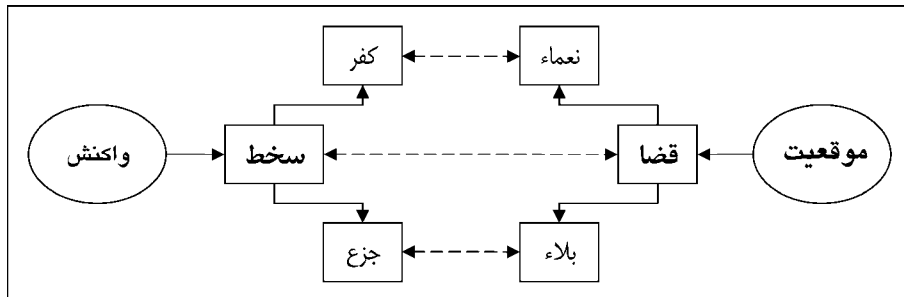 نعماء
کفر
موقعیت
قضا
سخط
واکنش
بلاء
جزع